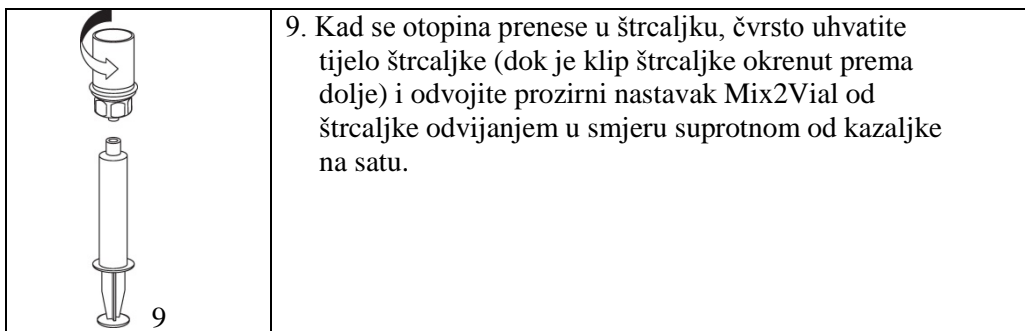 9. Kad se otopina prenese u štrcaljku, čvrsto uhvatite
tijelo štrcaljke (dok je klip štrcaljke okrenut prema
dolje) i odvojite prozirni nastavak Mix2Vial od
štrcaljke odvijanjem u smjeru suprotnom od kazaljke
na satu.
9